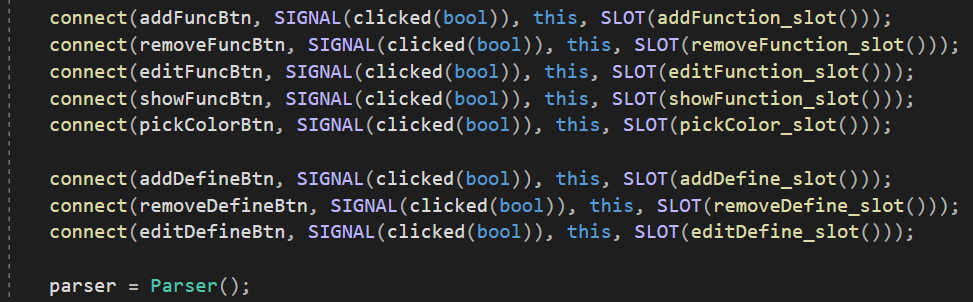 connect(addFuncBtn, SIGNAL(clicked(bool)), this, SLOT(addFunction_slot()));
connect(removeFuncBtn, SIGNAL(clicked(bool)), this, SLOT(removeFunction_slot()));
connect(editFuncBtn, SIGNAL(clicked(bool)), this, SLOT(editFunction_slot()));
connect(showFuncBtn, SIGNAL(clicked(bool)), this, SLOT(showFunction_slot()));
connect(pickColorBtn, SIGNAL(clicked(bool)), this, SLOT(pickColor_slot()));
connect(addDefineBtn, SIGNAL(clicked(bool)), this, SLOT(addDefine_slot()));
connect(removeDefineBtn, SIGNAL(clicked(bool)), this, SLOT(removeDefine_slot()));
connect(editDefineBtn, SIGNAL(clicked(bool)), this, SLOT(editDefine_slot()));
parser = Parser();